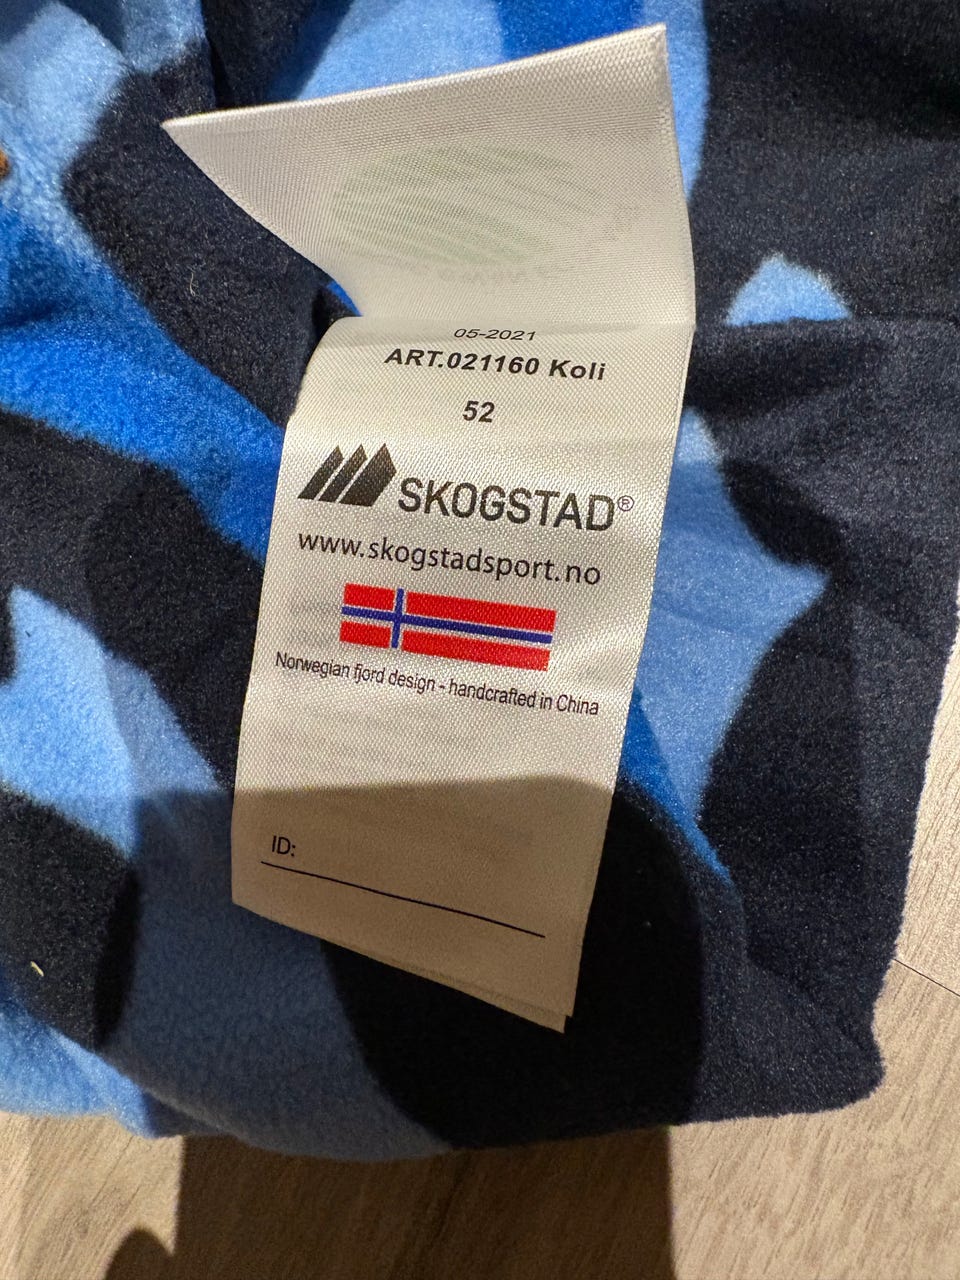 05-2021
ART.021160 Koli
52
SKOGSTAD®
www.skogstadsport.no
Norwegian fjord design - handcrafted in China
ID: